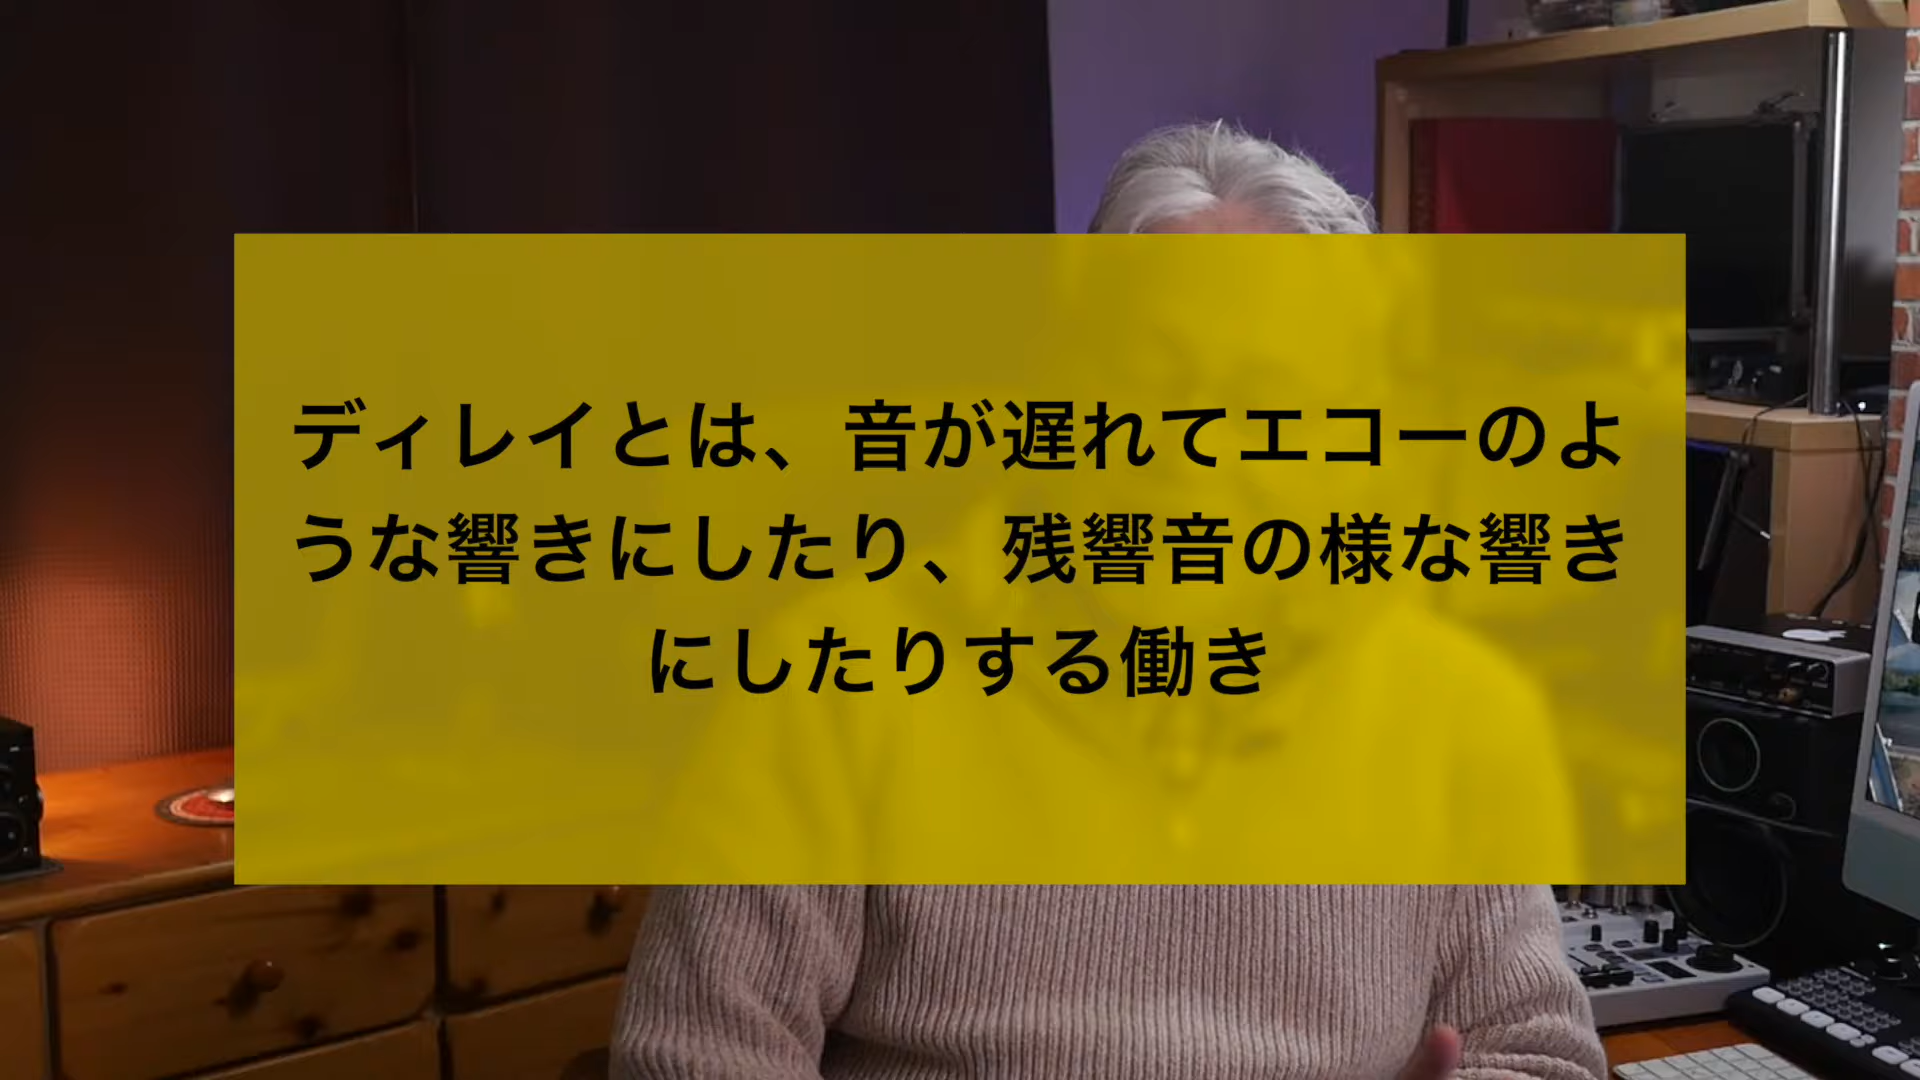 ディレイとは、音が遅れてエコーのよ
うな響きにしたり、残響音の様な響き
にしたりする働き